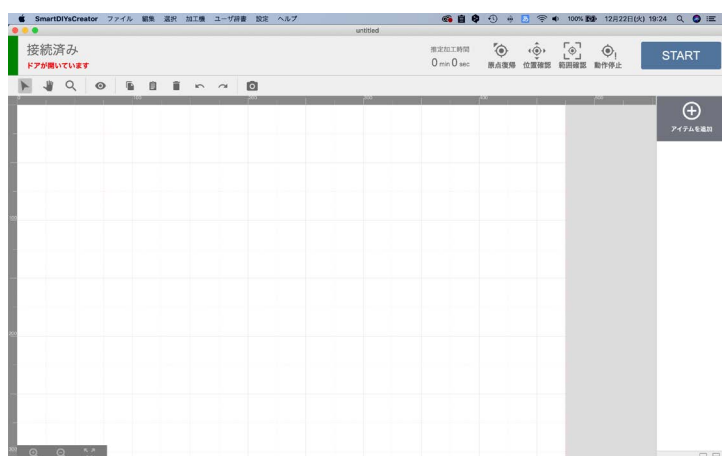 SmartDIYsCreator ファイル 編集 選択 加工機 ユーザ辞書 設定 ヘルプ 100% 12月22日(火) 19:24
untitled
接続済み
ドアが開いています
推定加工時間
0 min 0 sec
原点復帰 位置確認 範囲確認 動作停止
START
アイテムを追加